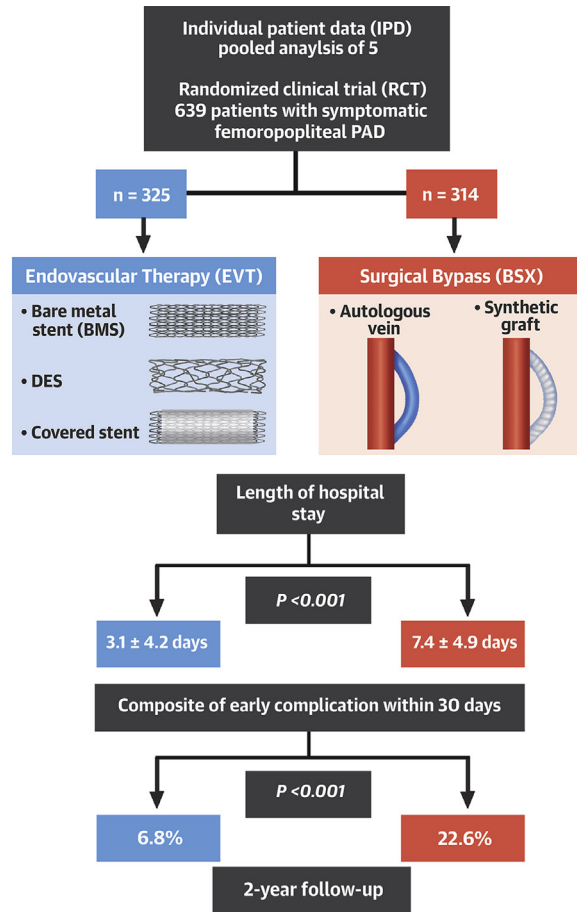 Individual patient data (IPD)
pooled anaylsis of 5
Randomized clinical trial (RCT)
639 patients with symptomatic
femoropopliteal PAD
n = 325
n = 314
Endovascular Therapy (EVT)
• Bare metal
stent (BMS)
• DES
• Covered stent
Surgical Bypass (BSX)
• Autologous
vein
• Synthetic
graft
Length of hospital
stay
P <0.001
3.1 ± 4.2 days
7.4 ± 4.9 days
Composite of early complication within 30 days
P <0.001
6.8%
22.6%
2-year follow-up